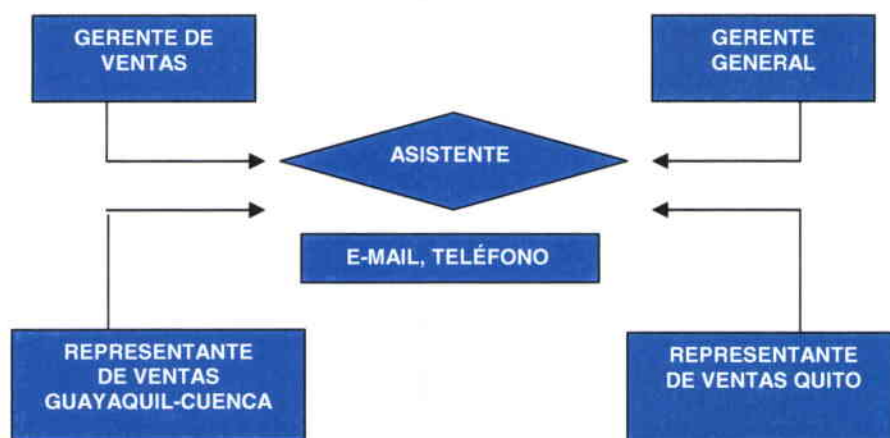 GERENTE DE
VENTAS
GERENTE
GENERAL
ASISTENTE
E-MAIL, TELÉFONO
REPRESENTANTE
DE VENTAS
GUAYAQUIL-CUENCA
REPRESENTANTE
DE VENTAS QUITO